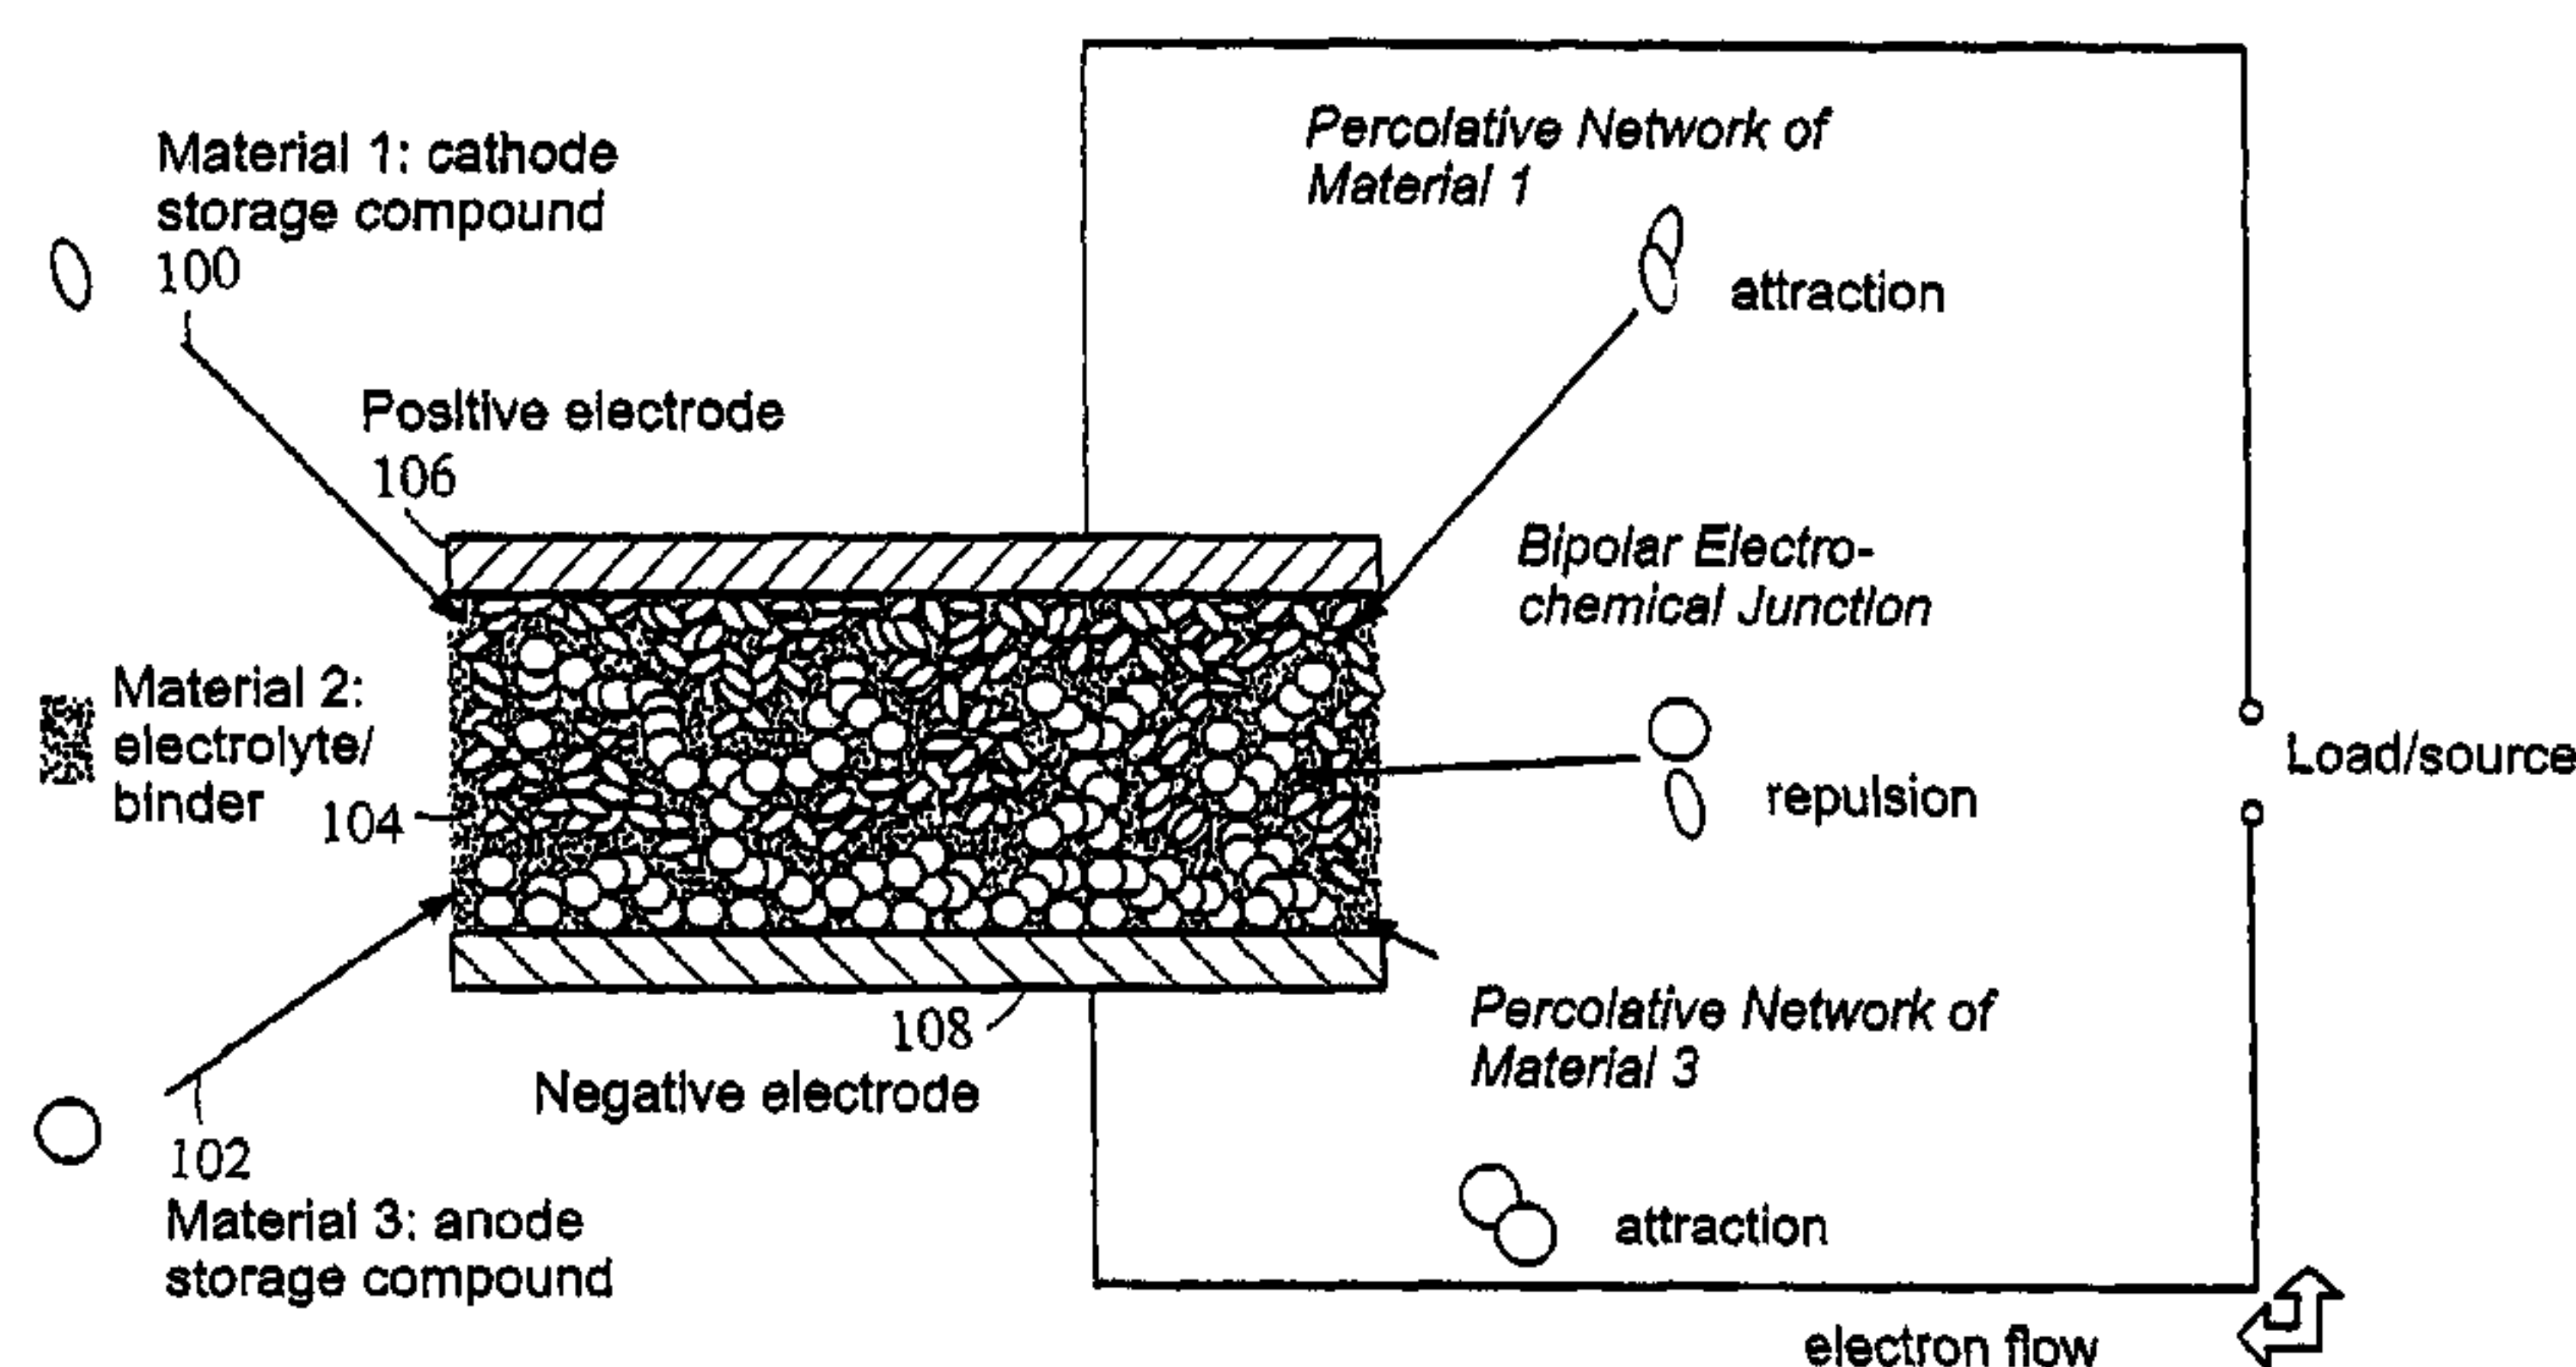 Material 1: cathode
storage compound
100
Positive electrode
106
Material 2:
electrolyte/
binder
104
102
Material 3: anode
storage compound
108
Negative electrode
Percolative Network of
Material 1
attraction
Bipolar Electro-
chemical Junction
repulsion
Percolative Network of
Material 3
attraction
Load/source
electron flow